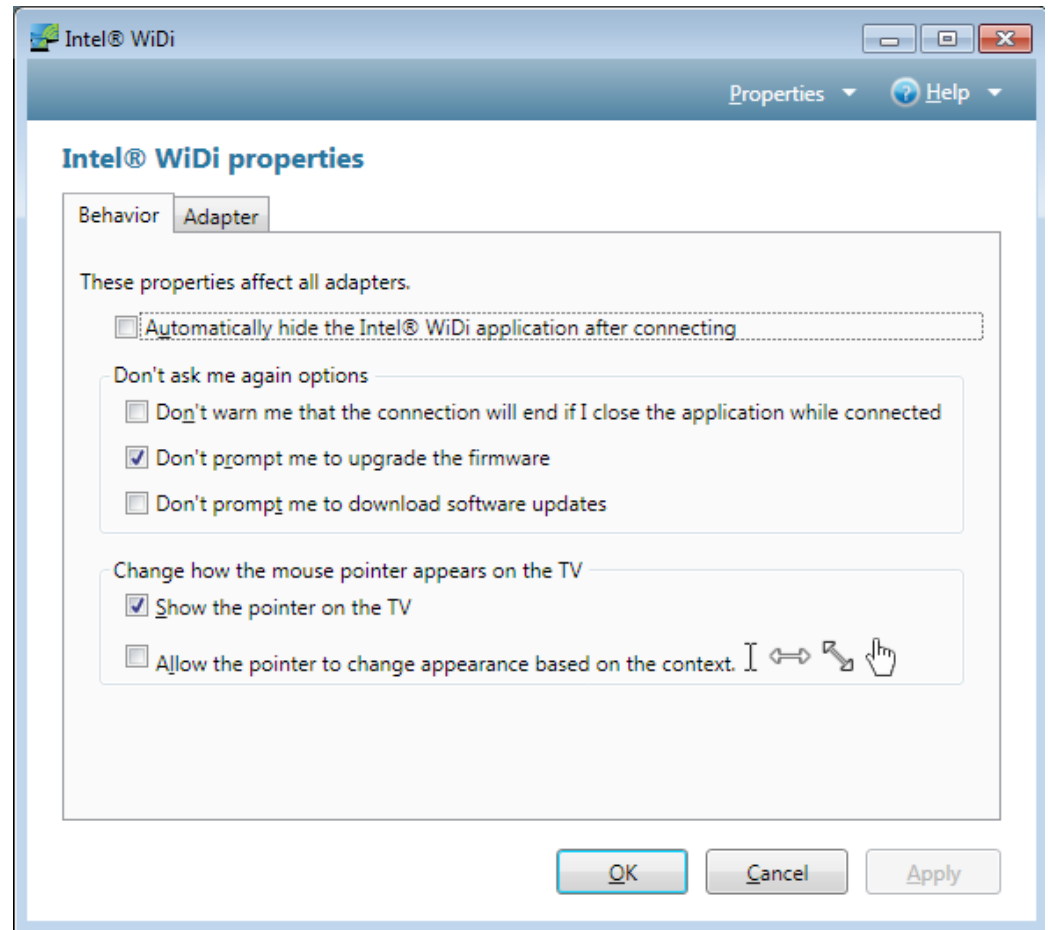 Intel® WiDi
Properties
Help
Intel® WiDi properties
Behavior
Adapter
These properties affect all adapters.
Automatically hide the Intel® WiDi application after connecting
Don't ask me again options
Don't warn me that the connection will end if I close the application while connected
Don't prompt me to upgrade the firmware
Don't prompt me to download software updates
Change how the mouse pointer appears on the TV
Show the pointer on the TV
Allow the pointer to change appearance based on the context.
OK
Cancel
Apply